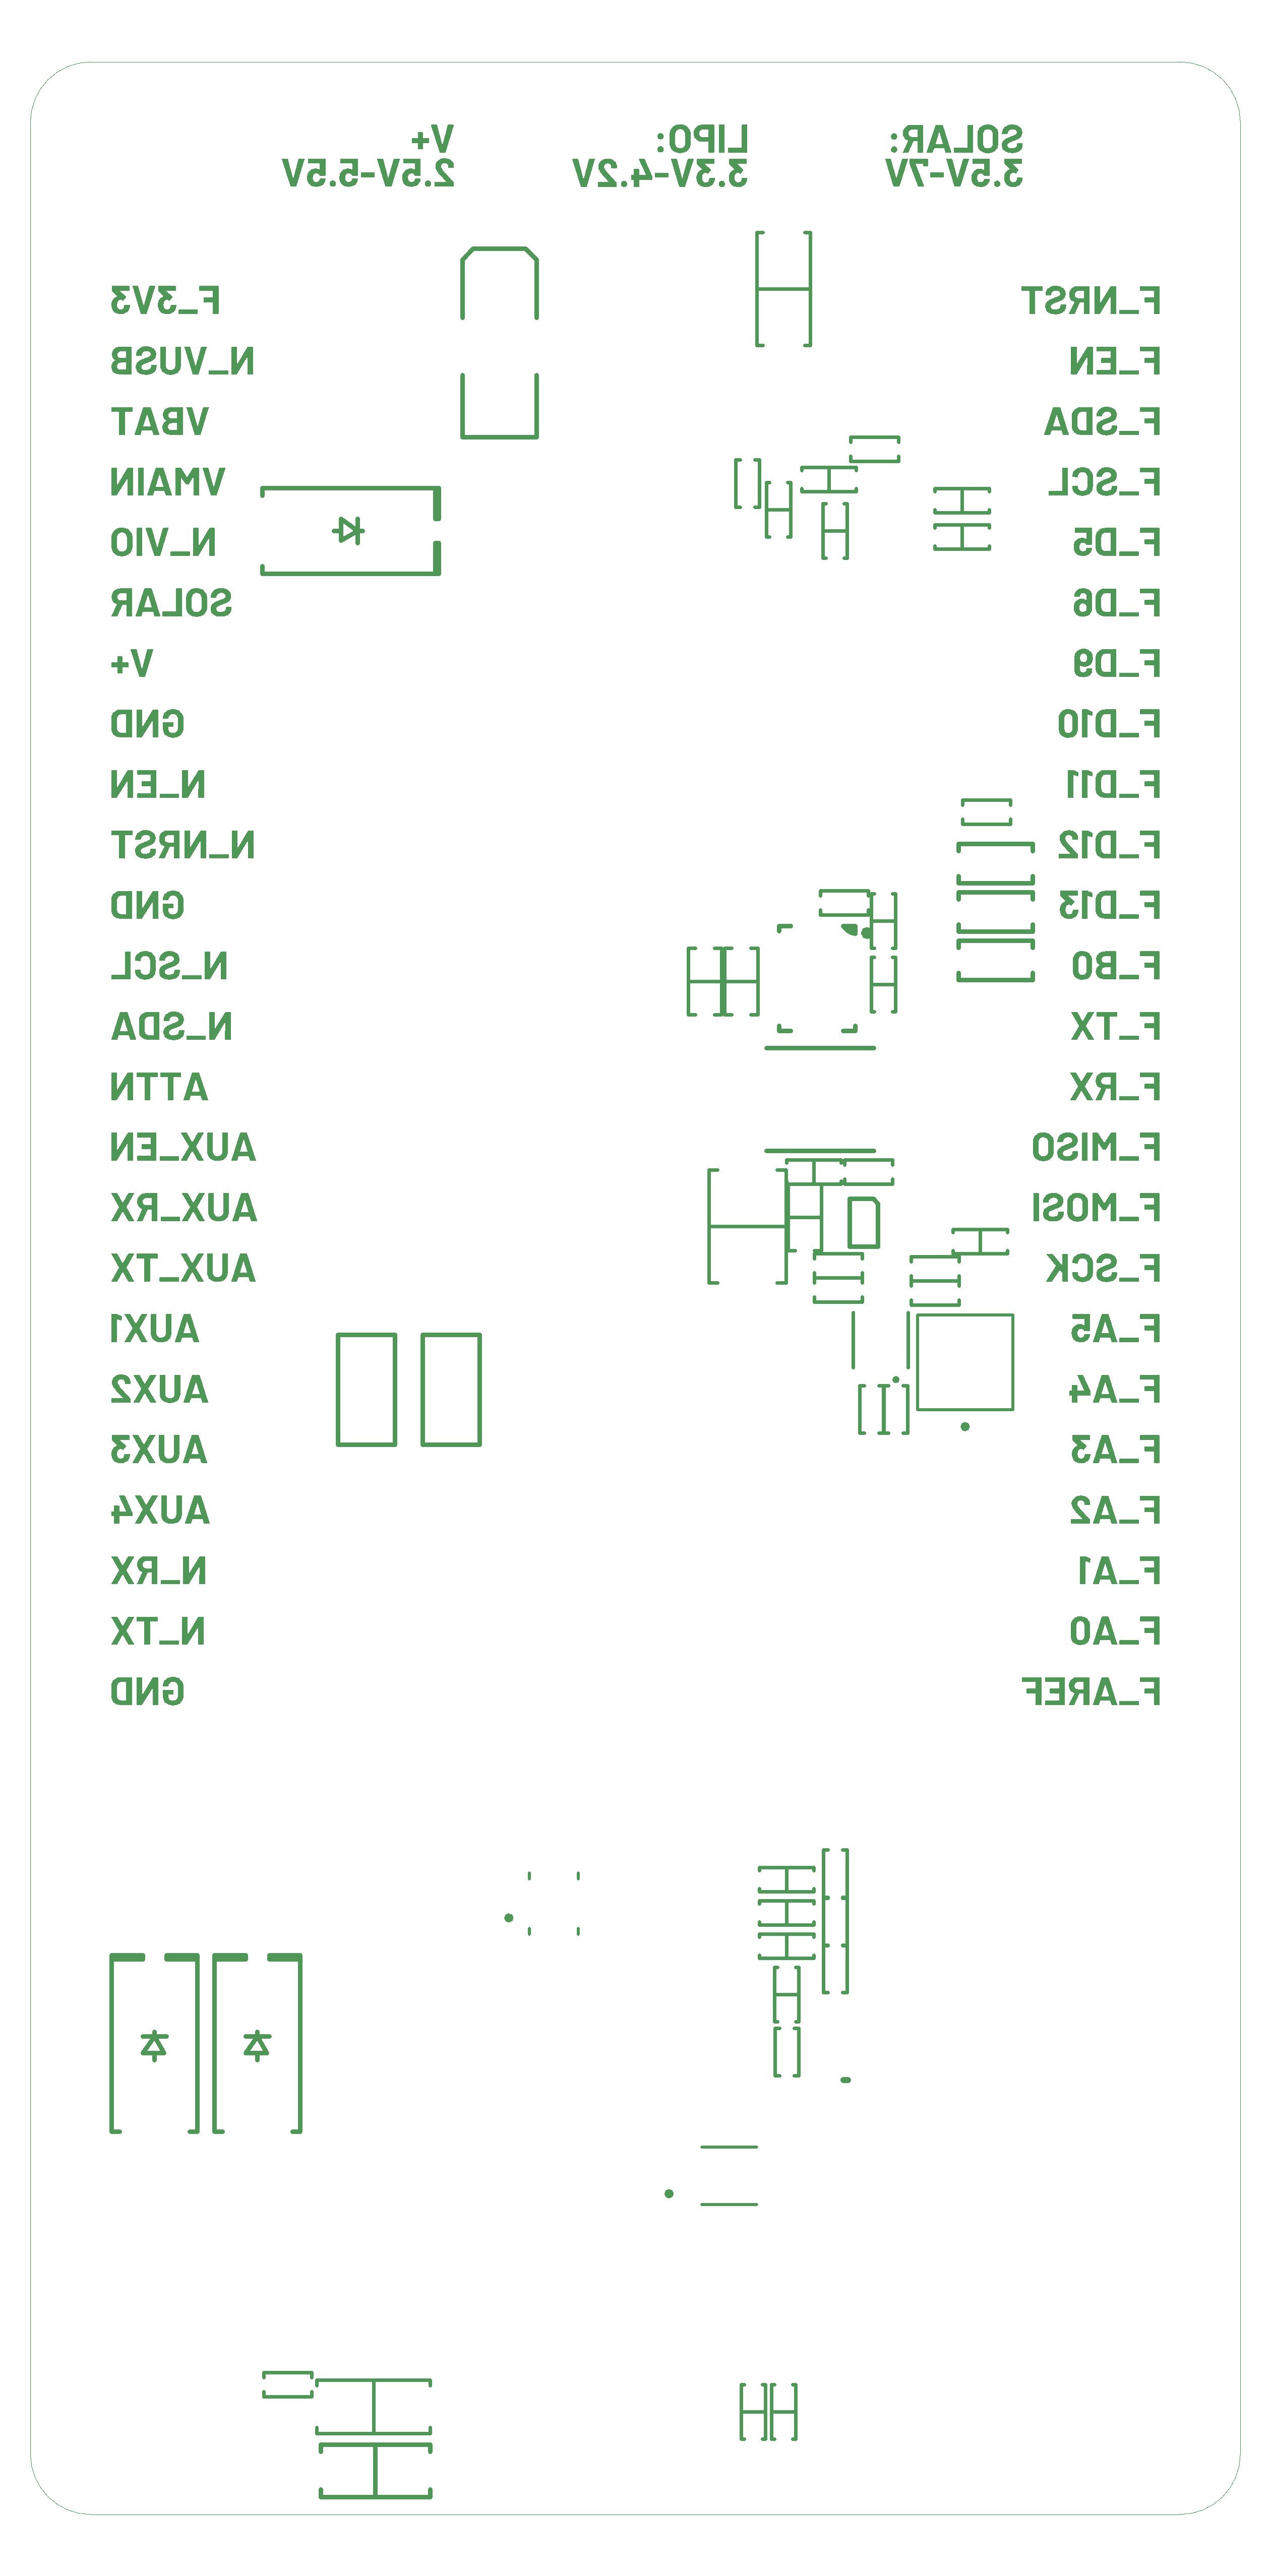 V+
2.5V-5.5V
LIPO:
3.3V-4.2V
SOLAR:
3.5V-7V
F_3V3
N_VUSB
VBAT
VMAIN
N_VIO
SOLAR
V+
GND
N_EN
N_NRST
GND
N_SCL
N_SDA
ATTN
AUX_EN
AUX_RX
AUX_TX
AUX1
AUX2
AUX3
AUX4
N_RX
N_TX
GND
F_NRST
F_EN
F_SDA
F_SCL
F_D5
F_D6
F_D9
F_D10
F_D11
F_D12
F_D13
F_B0
F_TX
F_RX
F_MISO
F_MOSI
F_SCK
F_A5
F_A4
F_A3
F_A2
F_A1
F_A0
F_AREF